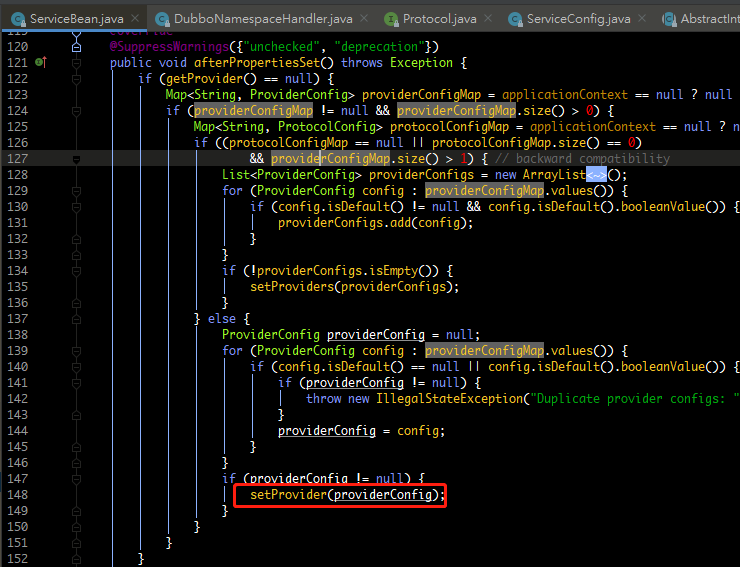 ServiceBean.java × DubboNamespaceHandler.java × Protocol.java × ServiceConfig.java × AbstractInt
119
120 @SuppressWarnings({"unchecked", "deprecation"})
121 public void afterPropertiesSet() throws Exception {
122 if (getProvider() == null) {
123 Map<String, ProviderConfig> providerConfigMap = applicationContext == null ? null
124 if (providerConfigMap != null && providerConfigMap.size() > 0) {
125 Map<String, ProtocolConfig> protocolConfigMap = applicationContext == null ? n
126 if ((protocolConfigMap == null || protocolConfigMap.size() == 0)
127 && providerConfigMap.size() > 1) { // backward compatibility
128 List<ProviderConfig> providerConfigs = new ArrayList<~>();
129 for (ProviderConfig config : providerConfigMap.values()) {
130 if (config.isDefault() != null && config.isDefault().booleanValue()) {
131 providerConfigs.add(config);
132 }
133 }
134 if (!providerConfigs.isEmpty()) {
135 setProviders(providerConfigs);
136 }
137 } else {
138 ProviderConfig providerConfig = null;
139 for (ProviderConfig config : providerConfigMap.values()) {
140 if (config.isDefault() == null || config.isDefault().booleanValue()) {
141 if (providerConfig != null) {
142 throw new IllegalStateException("Duplicate provider configs: "
143 }
144 providerConfig = config;
145 }
146 }
147 if (providerConfig != null) {
148 setProvider(providerConfig);
149 }
150 }
151 }
152 }